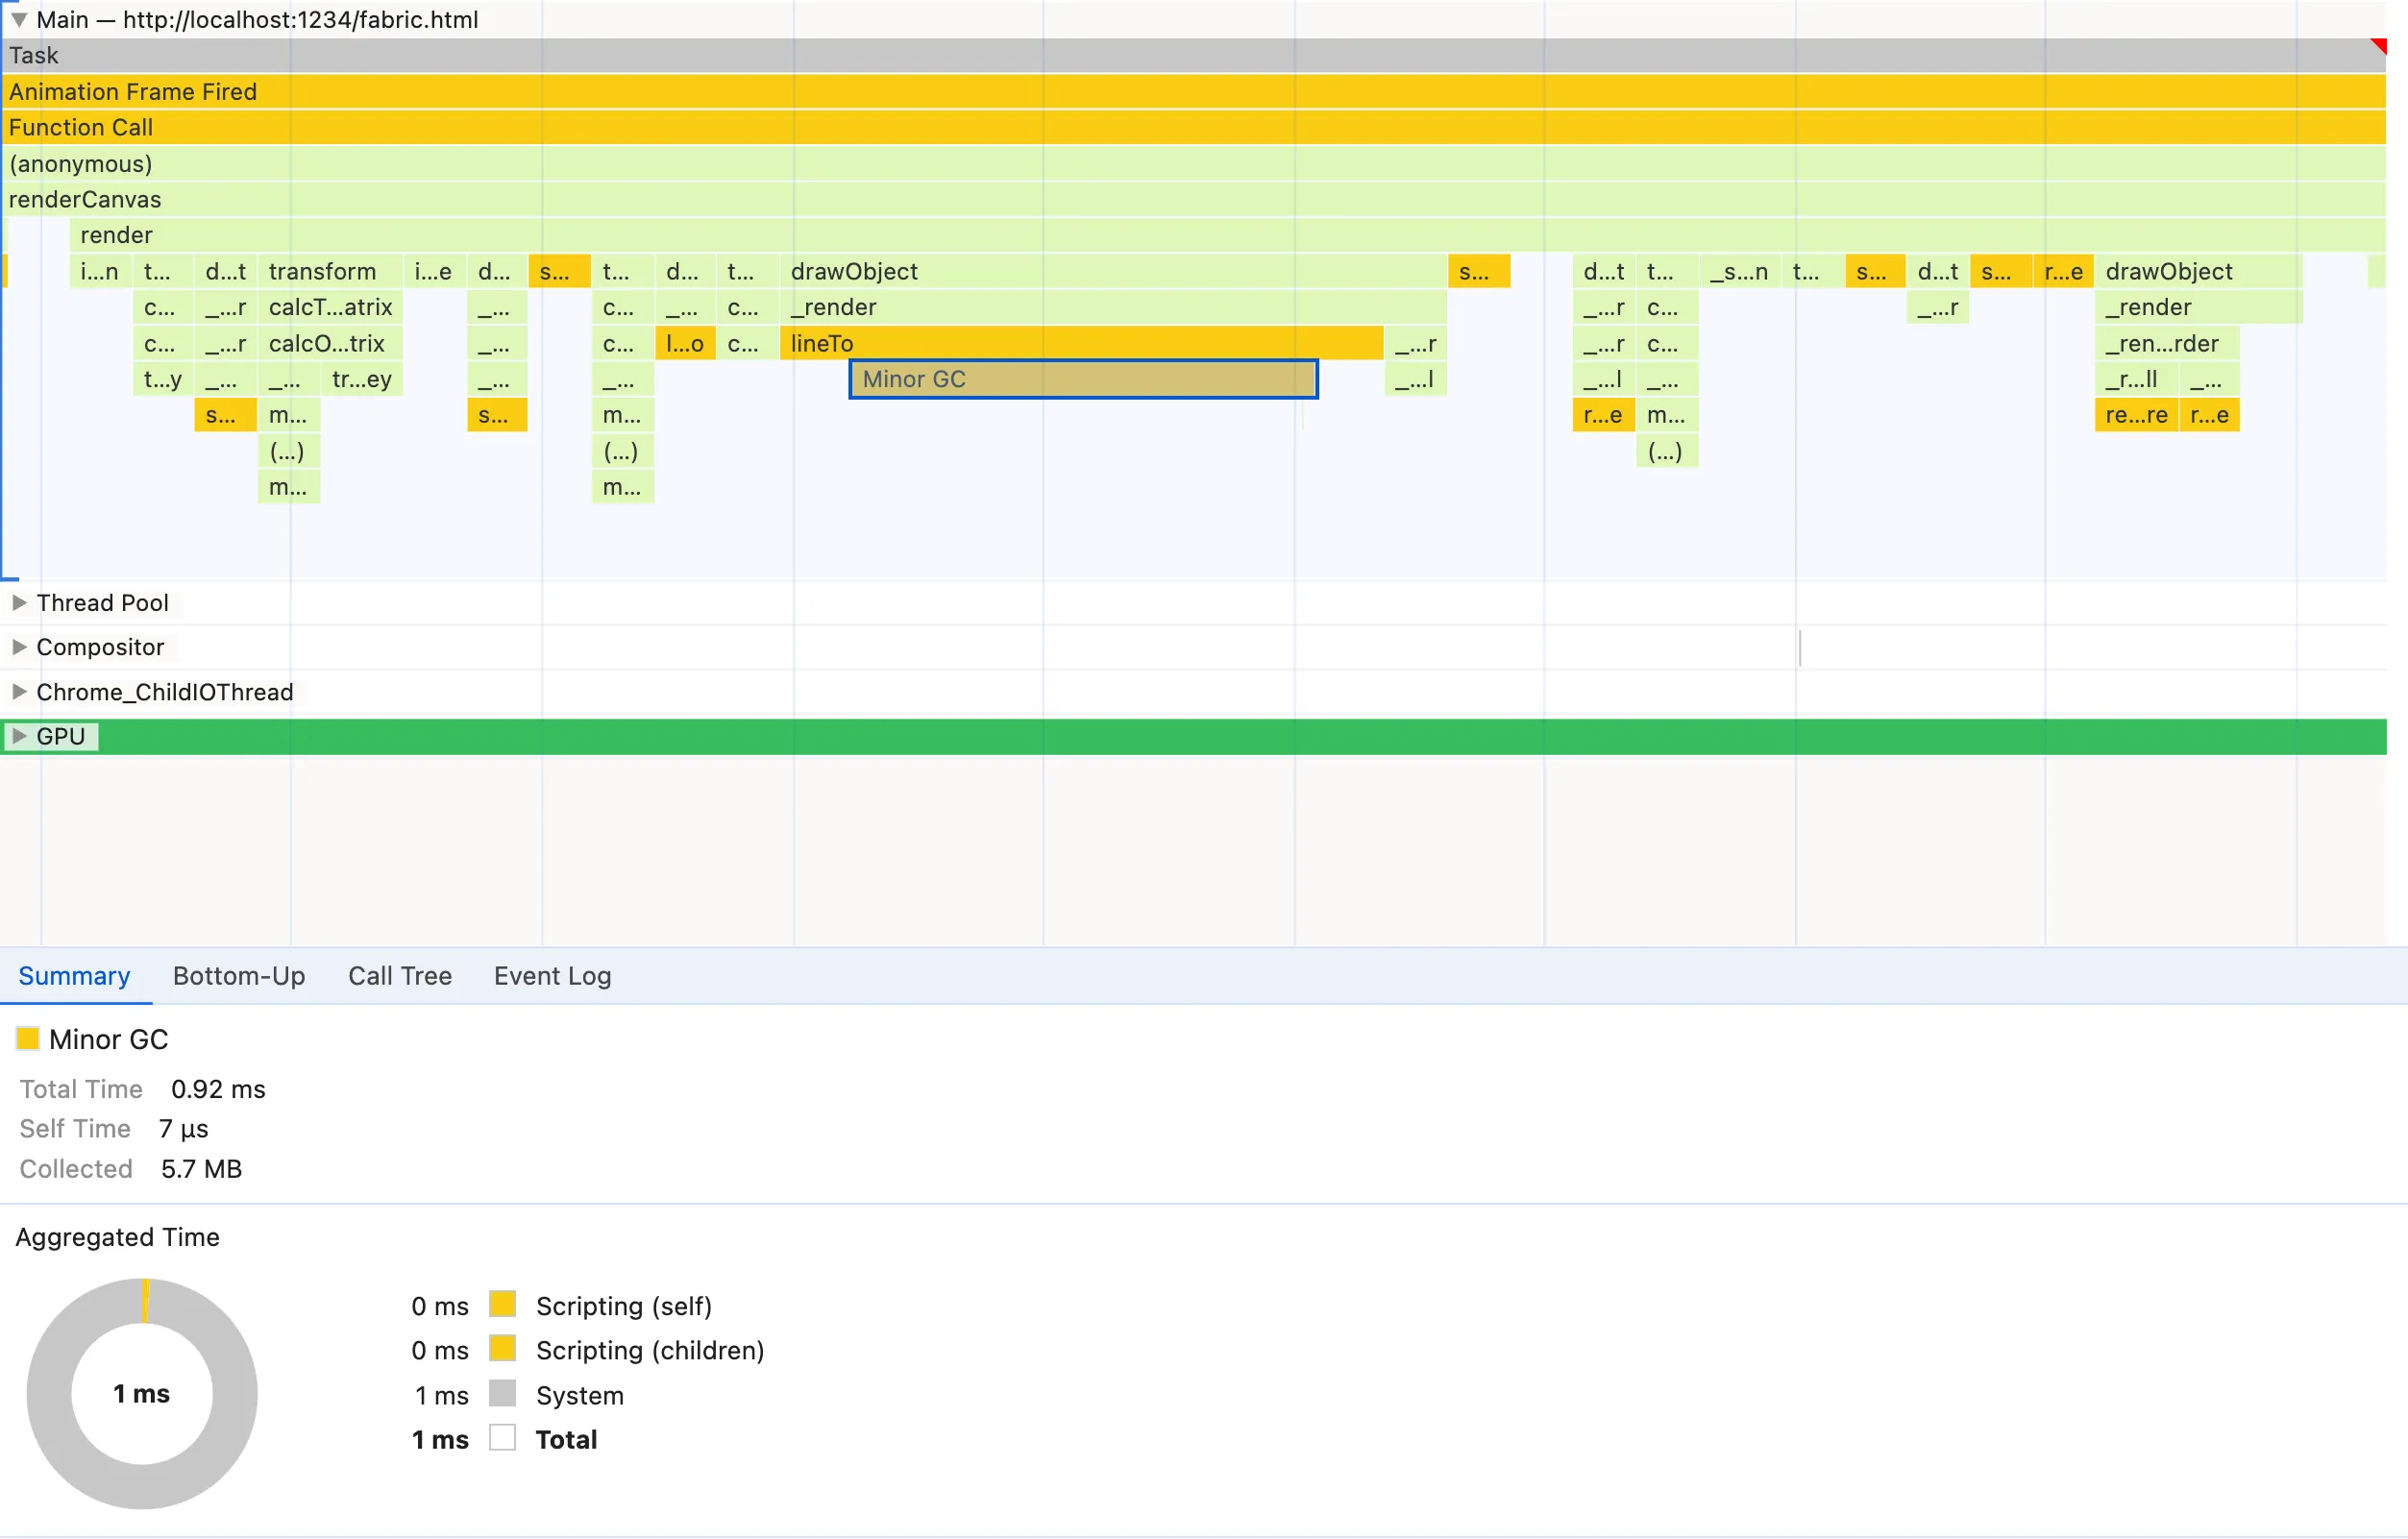 Main — http://localhost:1234/fabric.html
Task
Animation Frame Fired
Function Call
(anonymous)
renderCanvas
render
i...n t... d...t transform i...e d... s... t... d... t... drawObject s... d...t t... _s...n t... s... d...t s... r...e drawObject
c... _...r calcT...atrix _... c... _... c... _render _...r c... _...r _render
c... _...r calcO...trix _... c... l...o c... lineTo _...r _...r c... _ren...rder
t...y _... _... tr...ey _... _... Minor GC _...l _...l _... _r...ll _...
s... m... s... m... r...e m... re...re r...e
(...) (...) (...)
m... m...
Thread Pool
Compositor
Chrome_ChildIOThread
GPU
Summary Bottom-Up Call Tree Event Log
Minor GC
Total Time 0.92 ms
Self Time 7 μs
Collected 5.7 MB
Aggregated Time
1 ms
0 ms Scripting (self)
0 ms Scripting (children)
1 ms System
1 ms Total